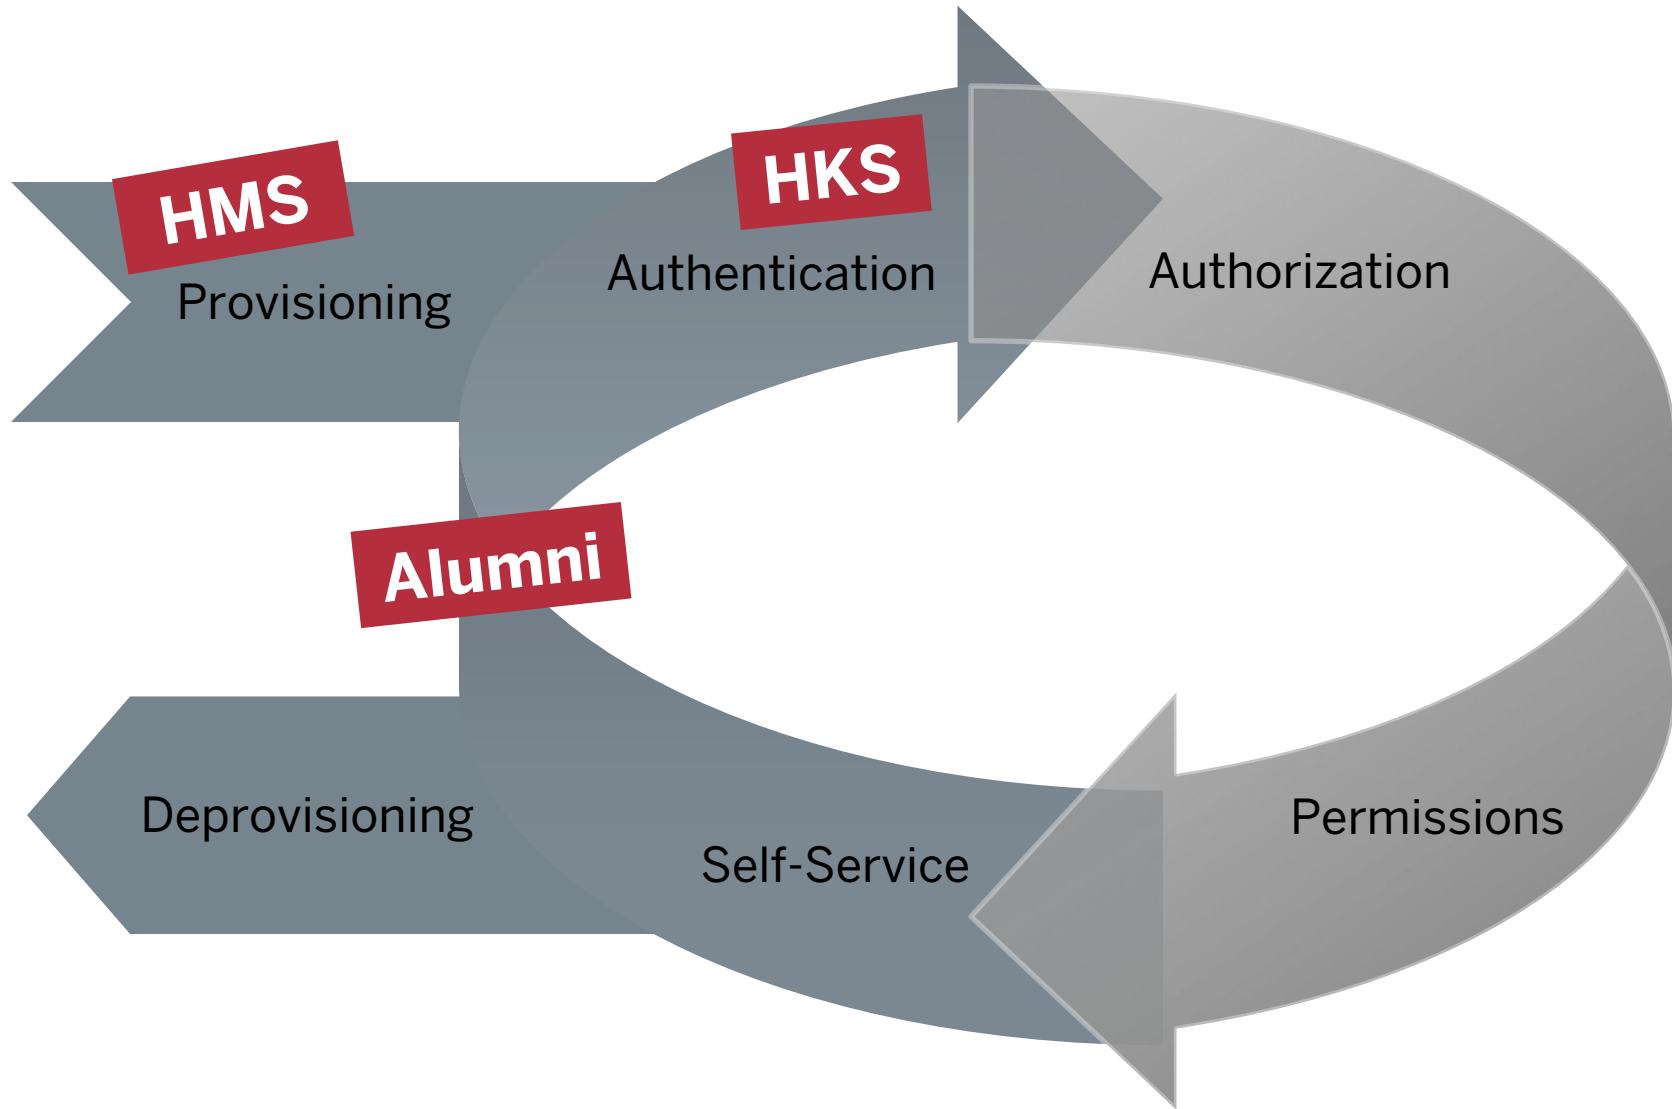 HMS
Provisioning
HKS
Authentication
Authorization
Alumni
Deprovisioning
Self-Service
Permissions